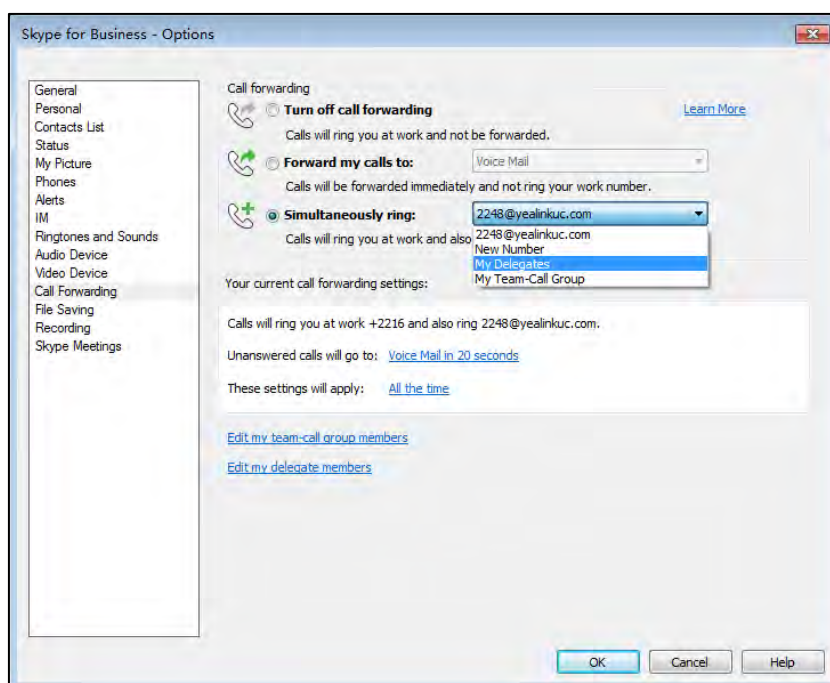 Skype for Business - Options
General
Personal
Contacts List
Status
My Picture
Phones
Alerts
IM
Ringtones and Sounds
Audio Device
Video Device
Call Forwarding
File Saving
Recording
Skype Meetings
Call forwarding
Turn off call forwarding
Learn More
Calls will ring you at work and not be forwarded.
Forward my calls to:
Voice Mail
Calls will be forwarded immediately and not ring your work number.
Simultaneously ring:
2248@yealinkuc.com
Calls will ring you at work and also
2248@yealinkuc.com
New Number
My Delegates
My Team-Call Group
Your current call forwarding settings:
Calls will ring you at work +2216 and also ring 2248@yealinkuc.com.
Unanswered calls will go to: Voice Mail in 20 seconds
These settings will apply: All the time
Edit my team-call group members
Edit my delegate members
OK
Cancel
Help